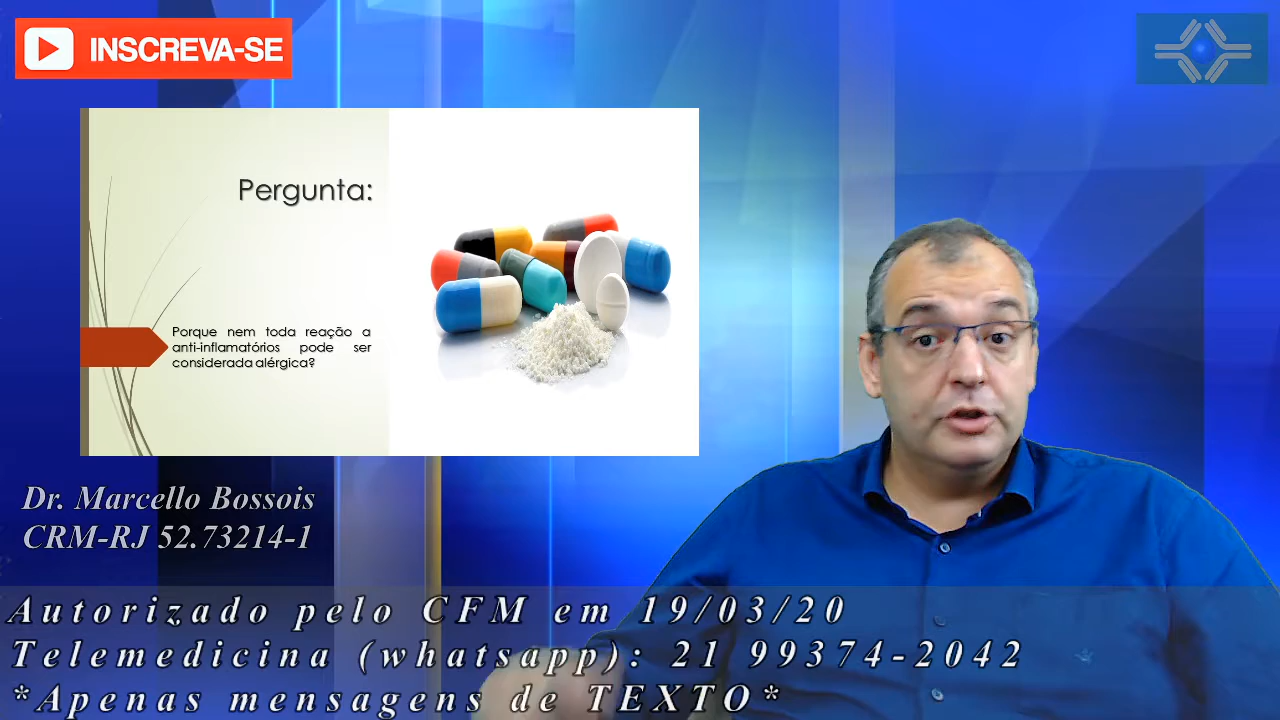 INSCREVA-SE
Pergunta:
Porque nem toda reação a
anti-inflamatórios pode ser
considerada alérgica?
Dr. Marcello Bossois
CRM-RJ 52.73214-1
Autorizado pelo CFM em 19/03/20
Telemedicina (whatsapp): 21 99374-2042
*Apenas mensagens de TEXTO*